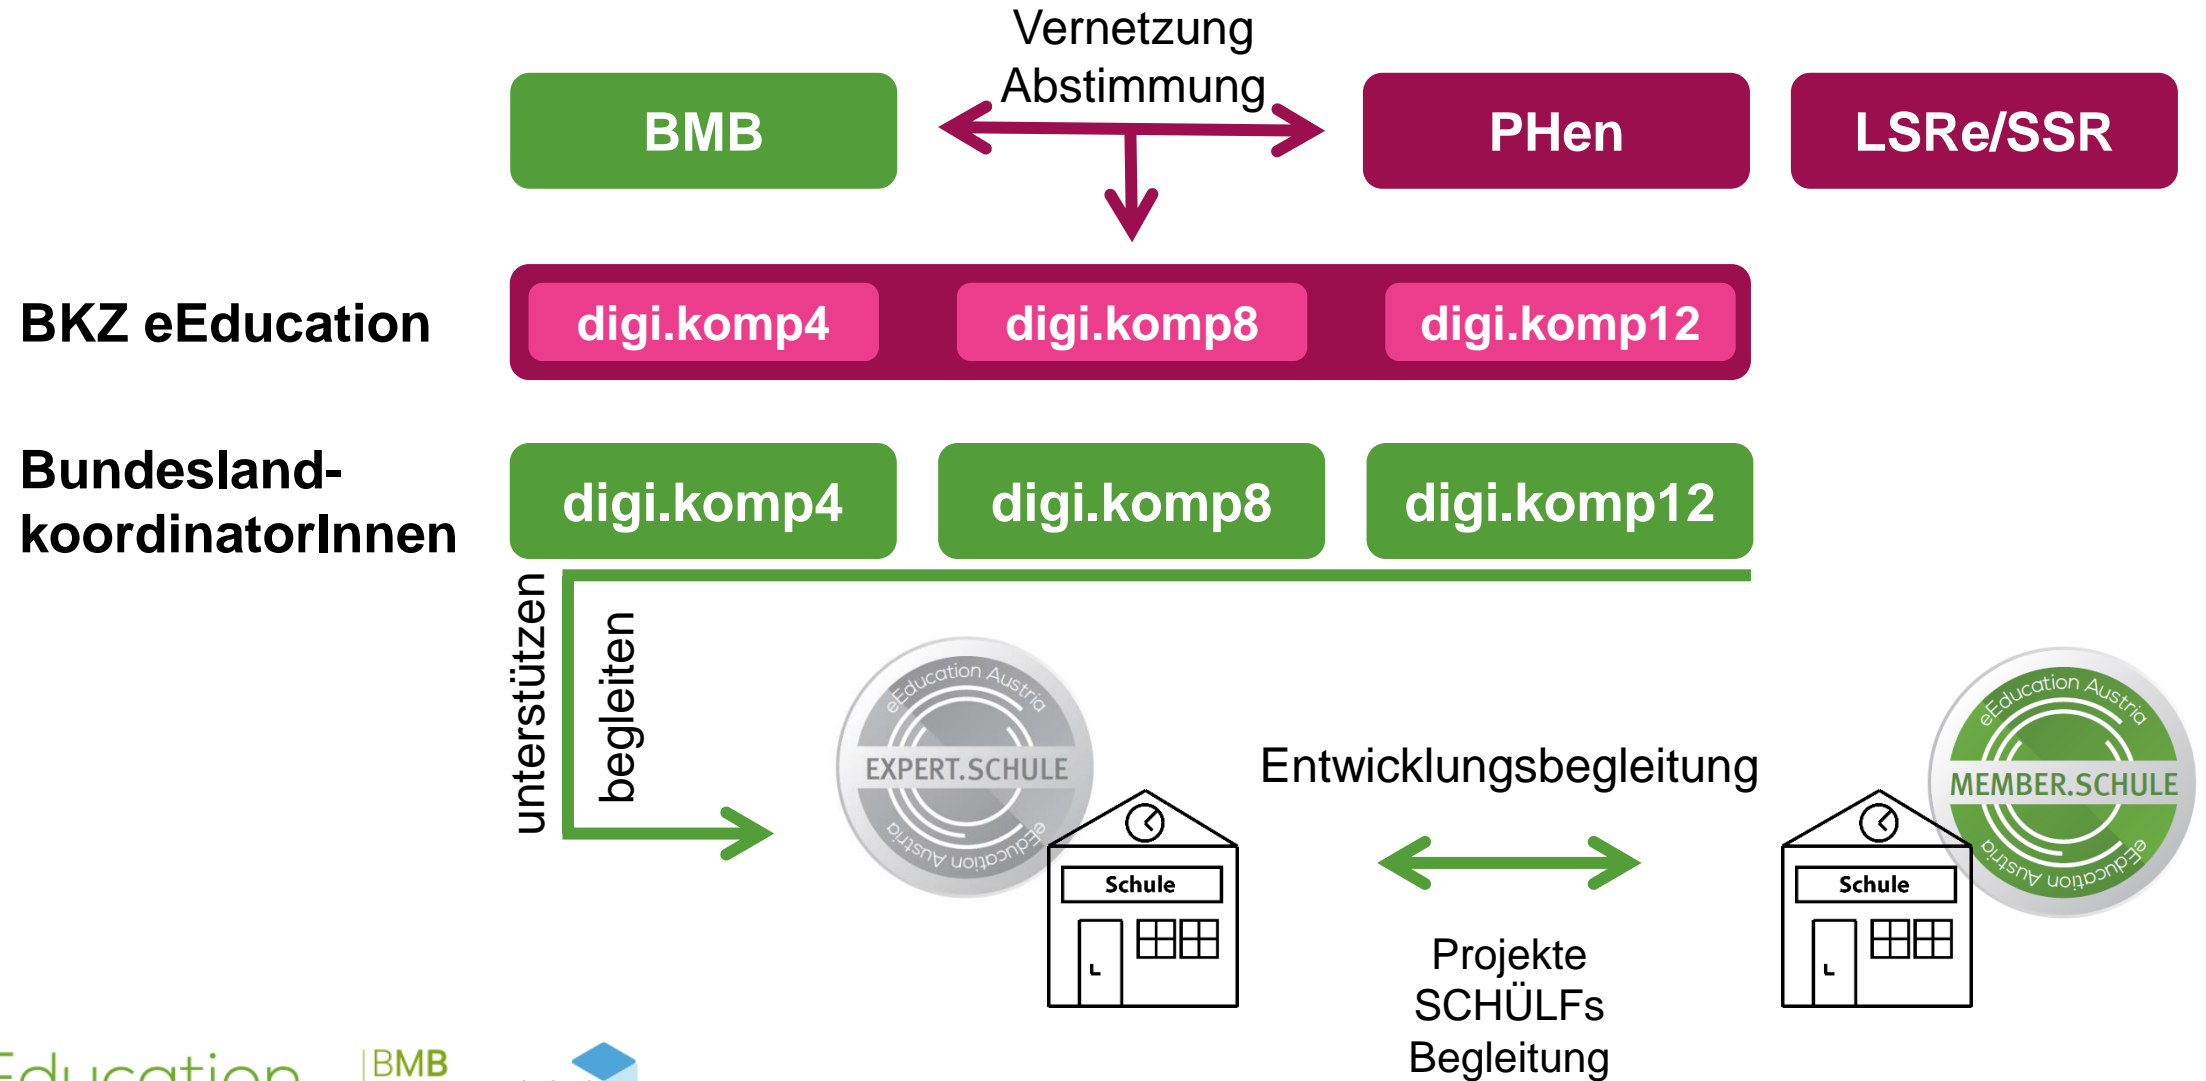 Vernetzung
Abstimmung
BMB
PHen
LSRe/SSR
BKZ eEducation
digi.komp4
digi.komp8
digi.komp12
Bundesland-
koordinatorInnen
digi.komp4
digi.komp8
digi.komp12
unterstützen
begleiten
eEducation Austria
EXPERT.SCHULE
eEducation Austria
Schule
Entwicklungsbegleitung
eEducation Austria
MEMBER.SCHULE
eEducation Austria
Schule
Projekte
SCHÜLFs
Begleitung
Education
BMB